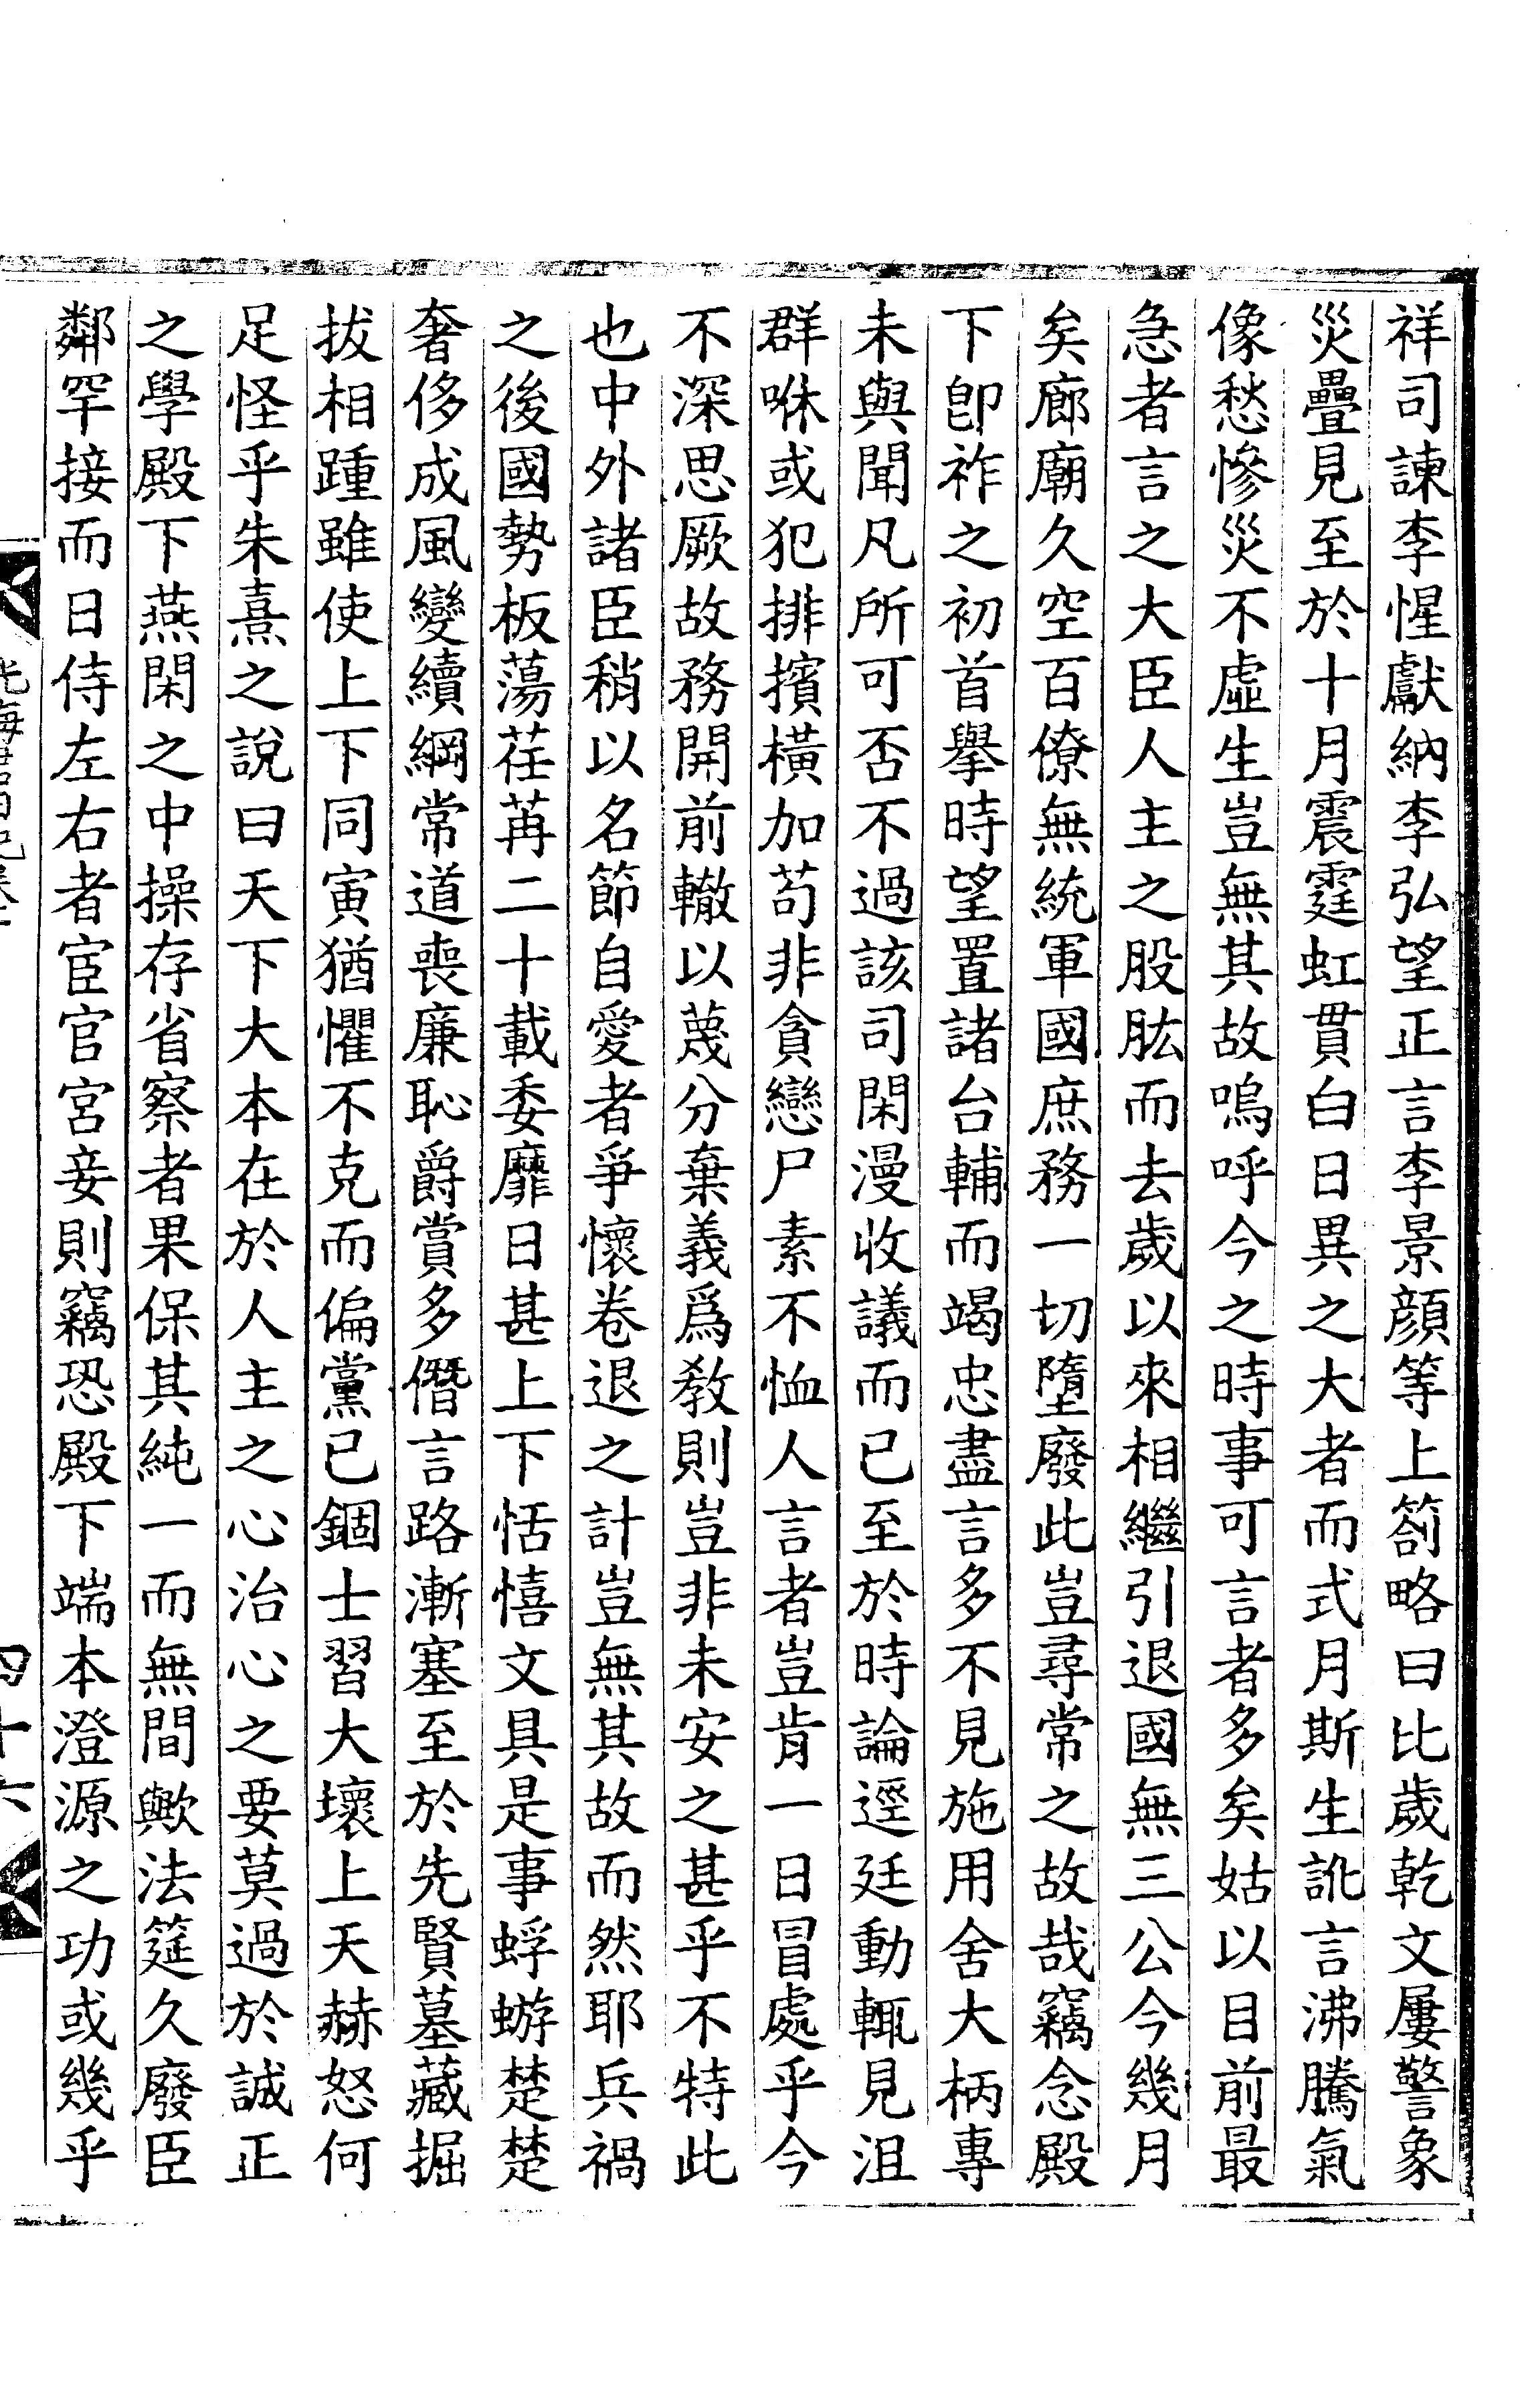 祥司諫李惺獻納李弘望正言李景顔等上箚略曰比歲乾文屢警象
災疊見至於十月震霆虹貫白日異之大者而式月斯生訛言沸騰氣
像愁慘災不虛生豈無其故嗚呼今之時事可言者多矣姑以目前最
急者言之大臣人主之股肱而去歲以來相繼引退國無三公今幾月
矣廊廟久空百僚無統軍國庶務一切墮廢此豈尋常之故哉竊念殿
下卽祚之初首擧時望置諸台輔而竭忠盡言多不見施用舍大柄專
未與聞凡所可否不過該司閑漫收議而已至於時論逕廷動輒見沮
群咻或犯排擯橫加苟非貪戀尸素不恤人言者豈肯一日冒處乎今
不深思厥故務開前轍以蔑分棄義爲敎則豈非未安之甚乎不特此
也中外諸臣稍以名節自愛者爭懷卷退之計豈無其故而然耶兵禍
之後國勢板蕩荏苒二十載委靡日甚上下恬憘文具是事蜉蝣楚楚
奢侈成風變續綱常道喪廉恥爵賞多僭言路漸塞至於先賢墓藏掘
拔相踵雖使上下同寅猶懼不克而偏黨已錮士習大壞上天赫怒何
足怪乎朱熹之說曰天下大本在於人主之心治心之要莫過於誠正
之學殿下燕閑之中操存省察者果保其純一而無間歟法筵久廢臣
鄰罕接而日侍左右者宦官宮妾則竊恐殿下端本澄源之功或幾乎
光海君日記卷十
四十六